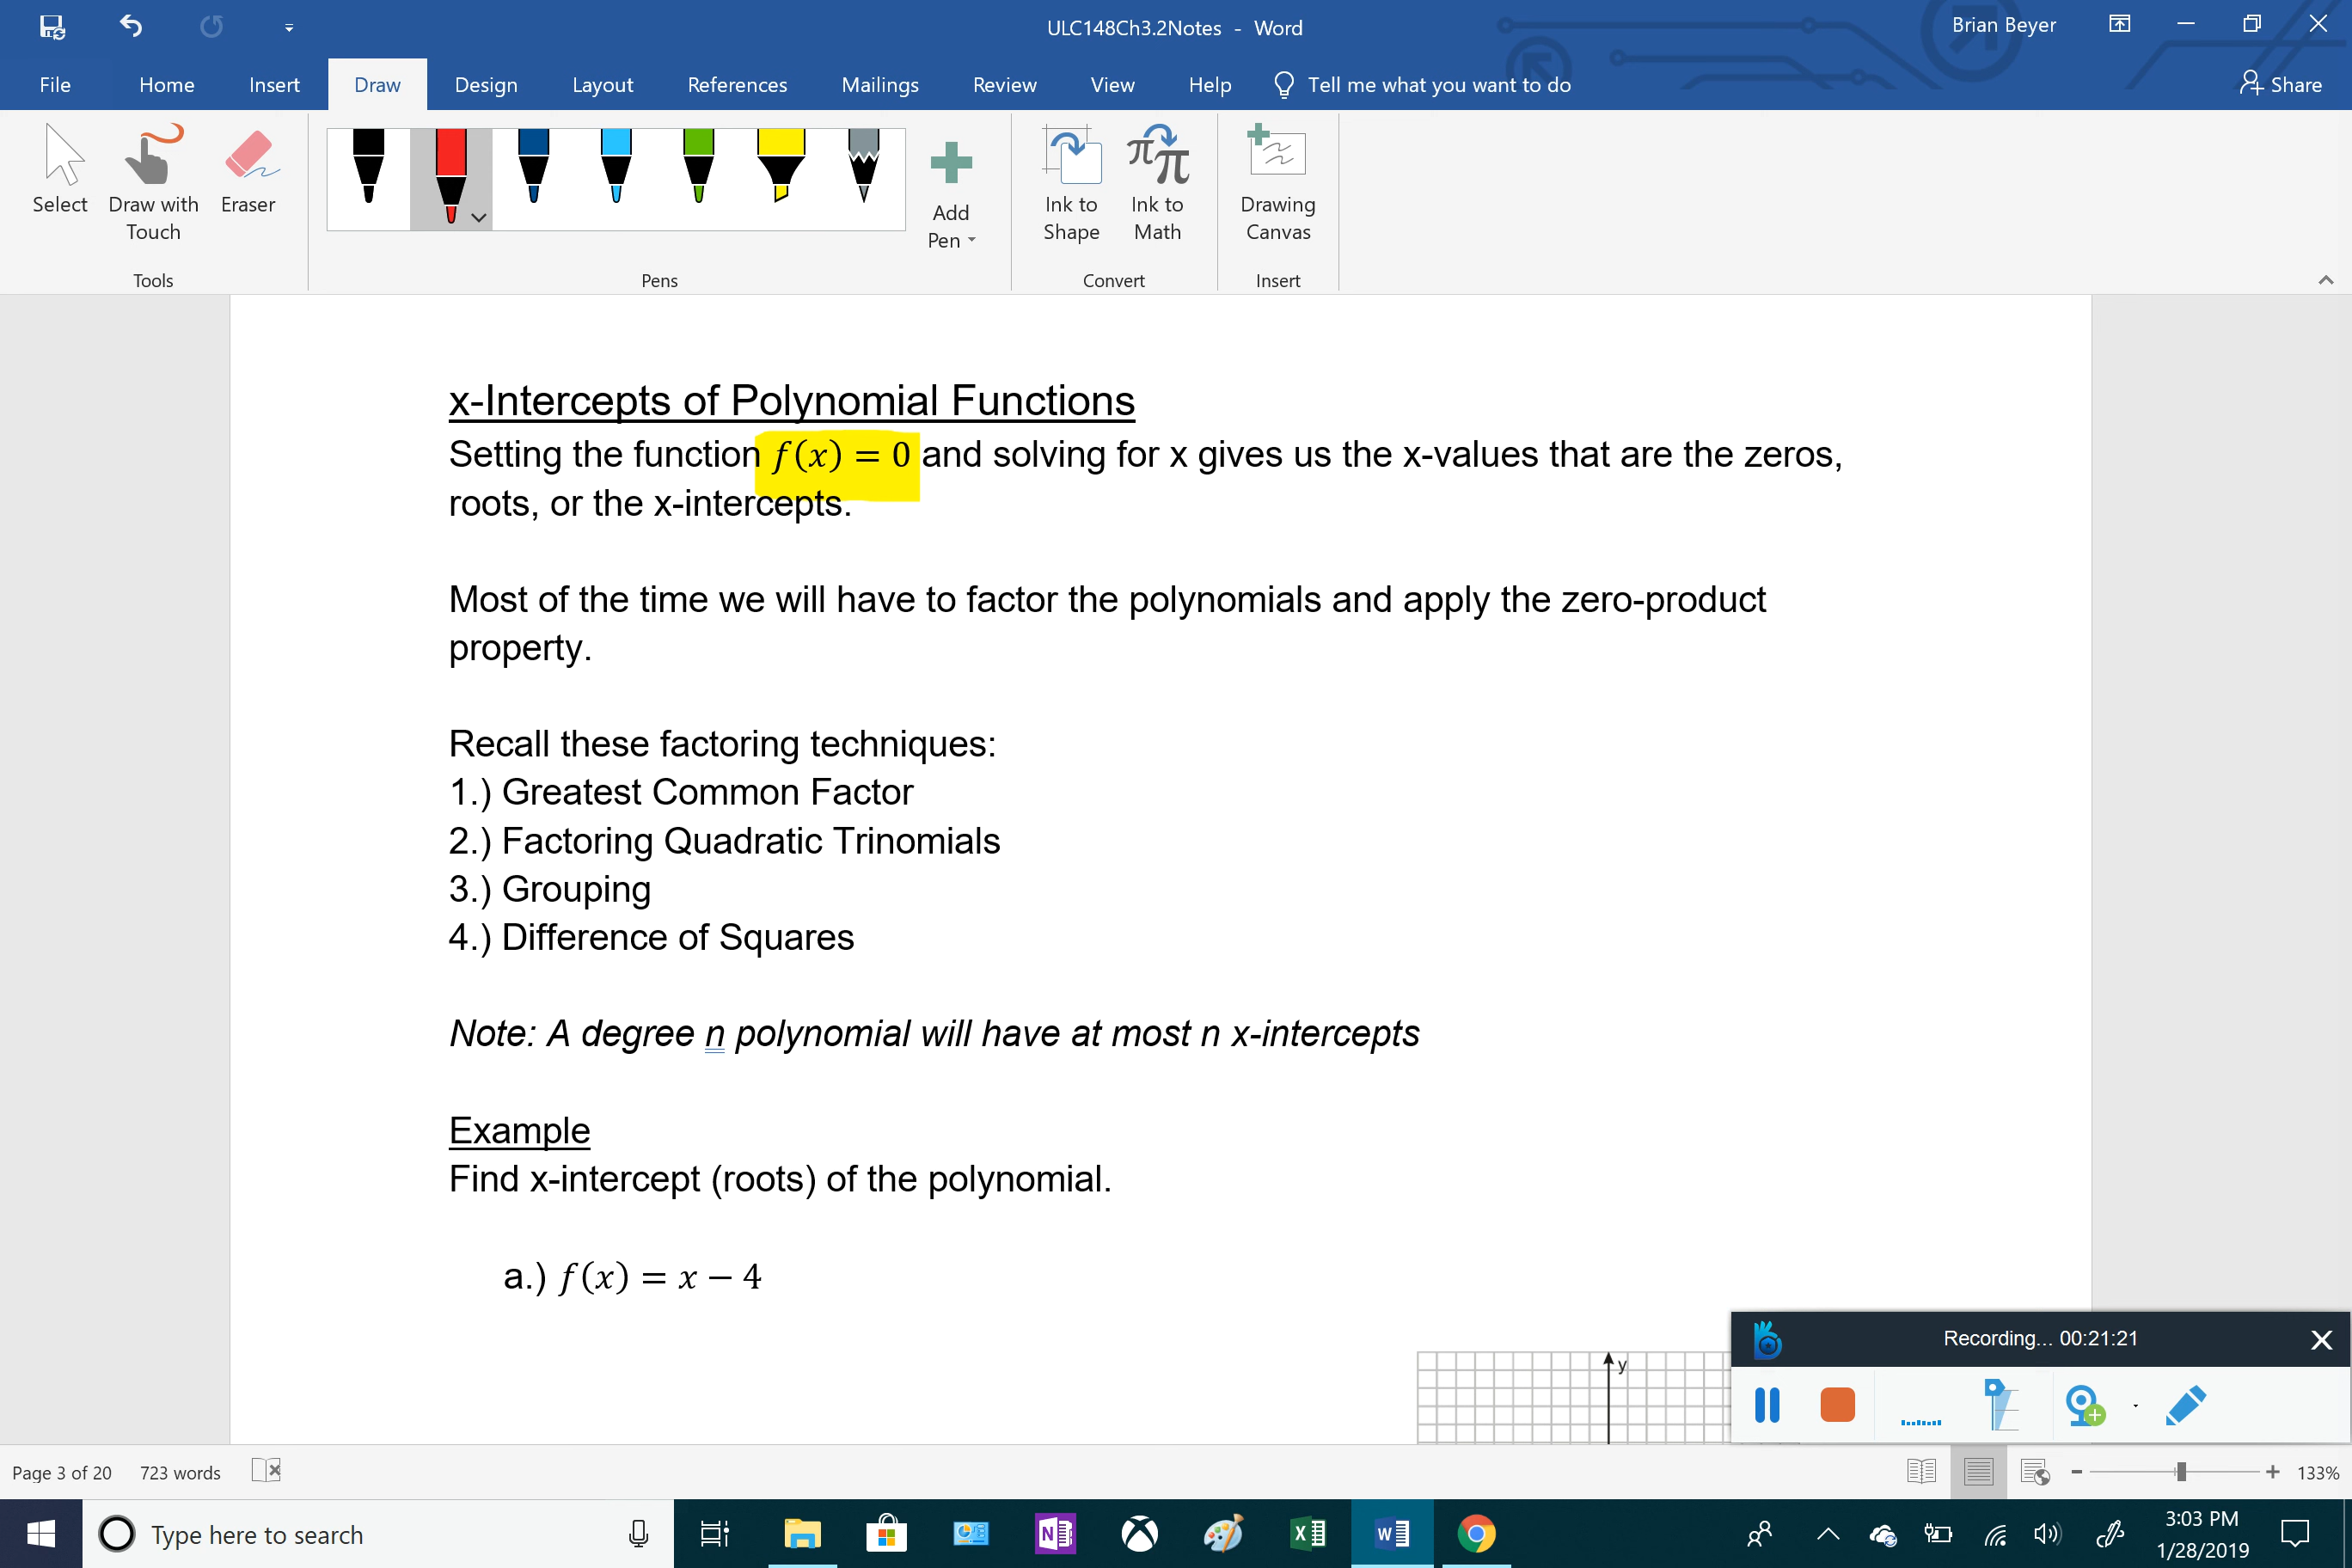 ULC148Ch3.2Notes - Word
Brian Beyer
File Home Insert Draw Design Layout References Mailings Review View Help Tell me what you want to do Share
Select
Draw with Touch
Eraser
Tools
Pens
Add Pen
Ink to Shape
Ink to Math
Convert
Drawing Canvas
Insert
x-Intercepts of Polynomial Functions
Setting the function f(x) = 0 and solving for x gives us the x-values that are the zeros,
roots, or the x-intercepts.
Most of the time we will have to factor the polynomials and apply the zero-product
property.
Recall these factoring techniques:
1.) Greatest Common Factor
2.) Factoring Quadratic Trinomials
3.) Grouping
4.) Difference of Squares
Note: A degree n polynomial will have at most n x-intercepts
Example
Find x-intercept (roots) of the polynomial.
a.) f(x) = x − 4
y
Recording... 00:21:21
Page 3 of 20 723 words
133%
Type here to search
3:03 PM
1/28/2019